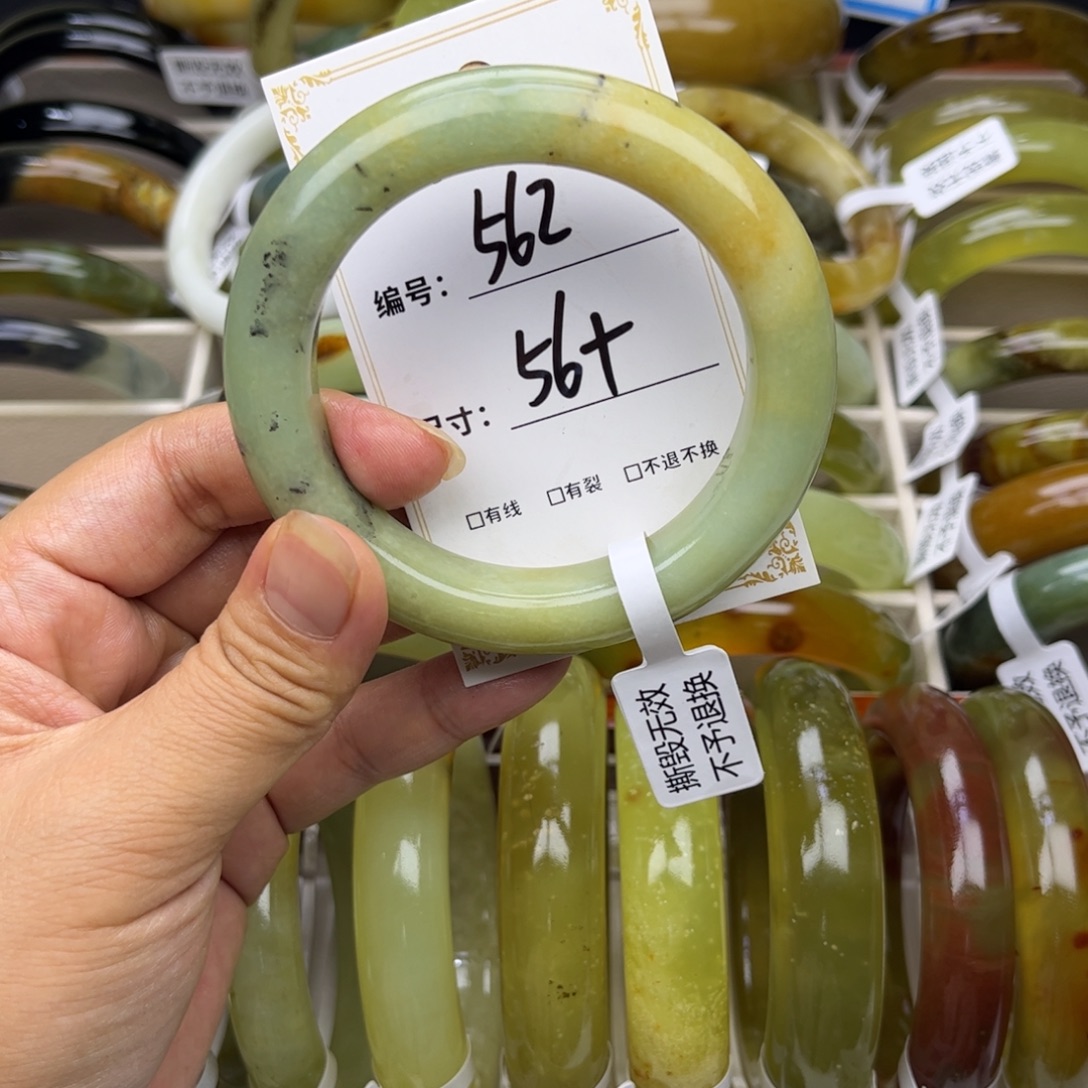 编号: 562
尺寸: 56+
□有线 □有裂 □不退不换
撕毁无效
不予退换